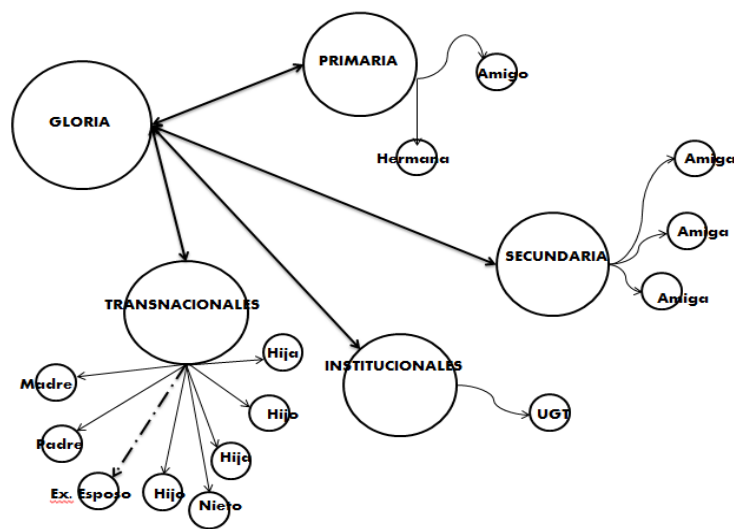 PRIMARIA
Amigo
GLORIA
Hermana
Amiga
Amiga
SECUNDARIA
Amiga
TRANSNACIONALES
Hija
INSTITUCIONALES
Madre
Hijo
UGT
Padre
Hija
Ex. Esposo
Hijo
Nieto